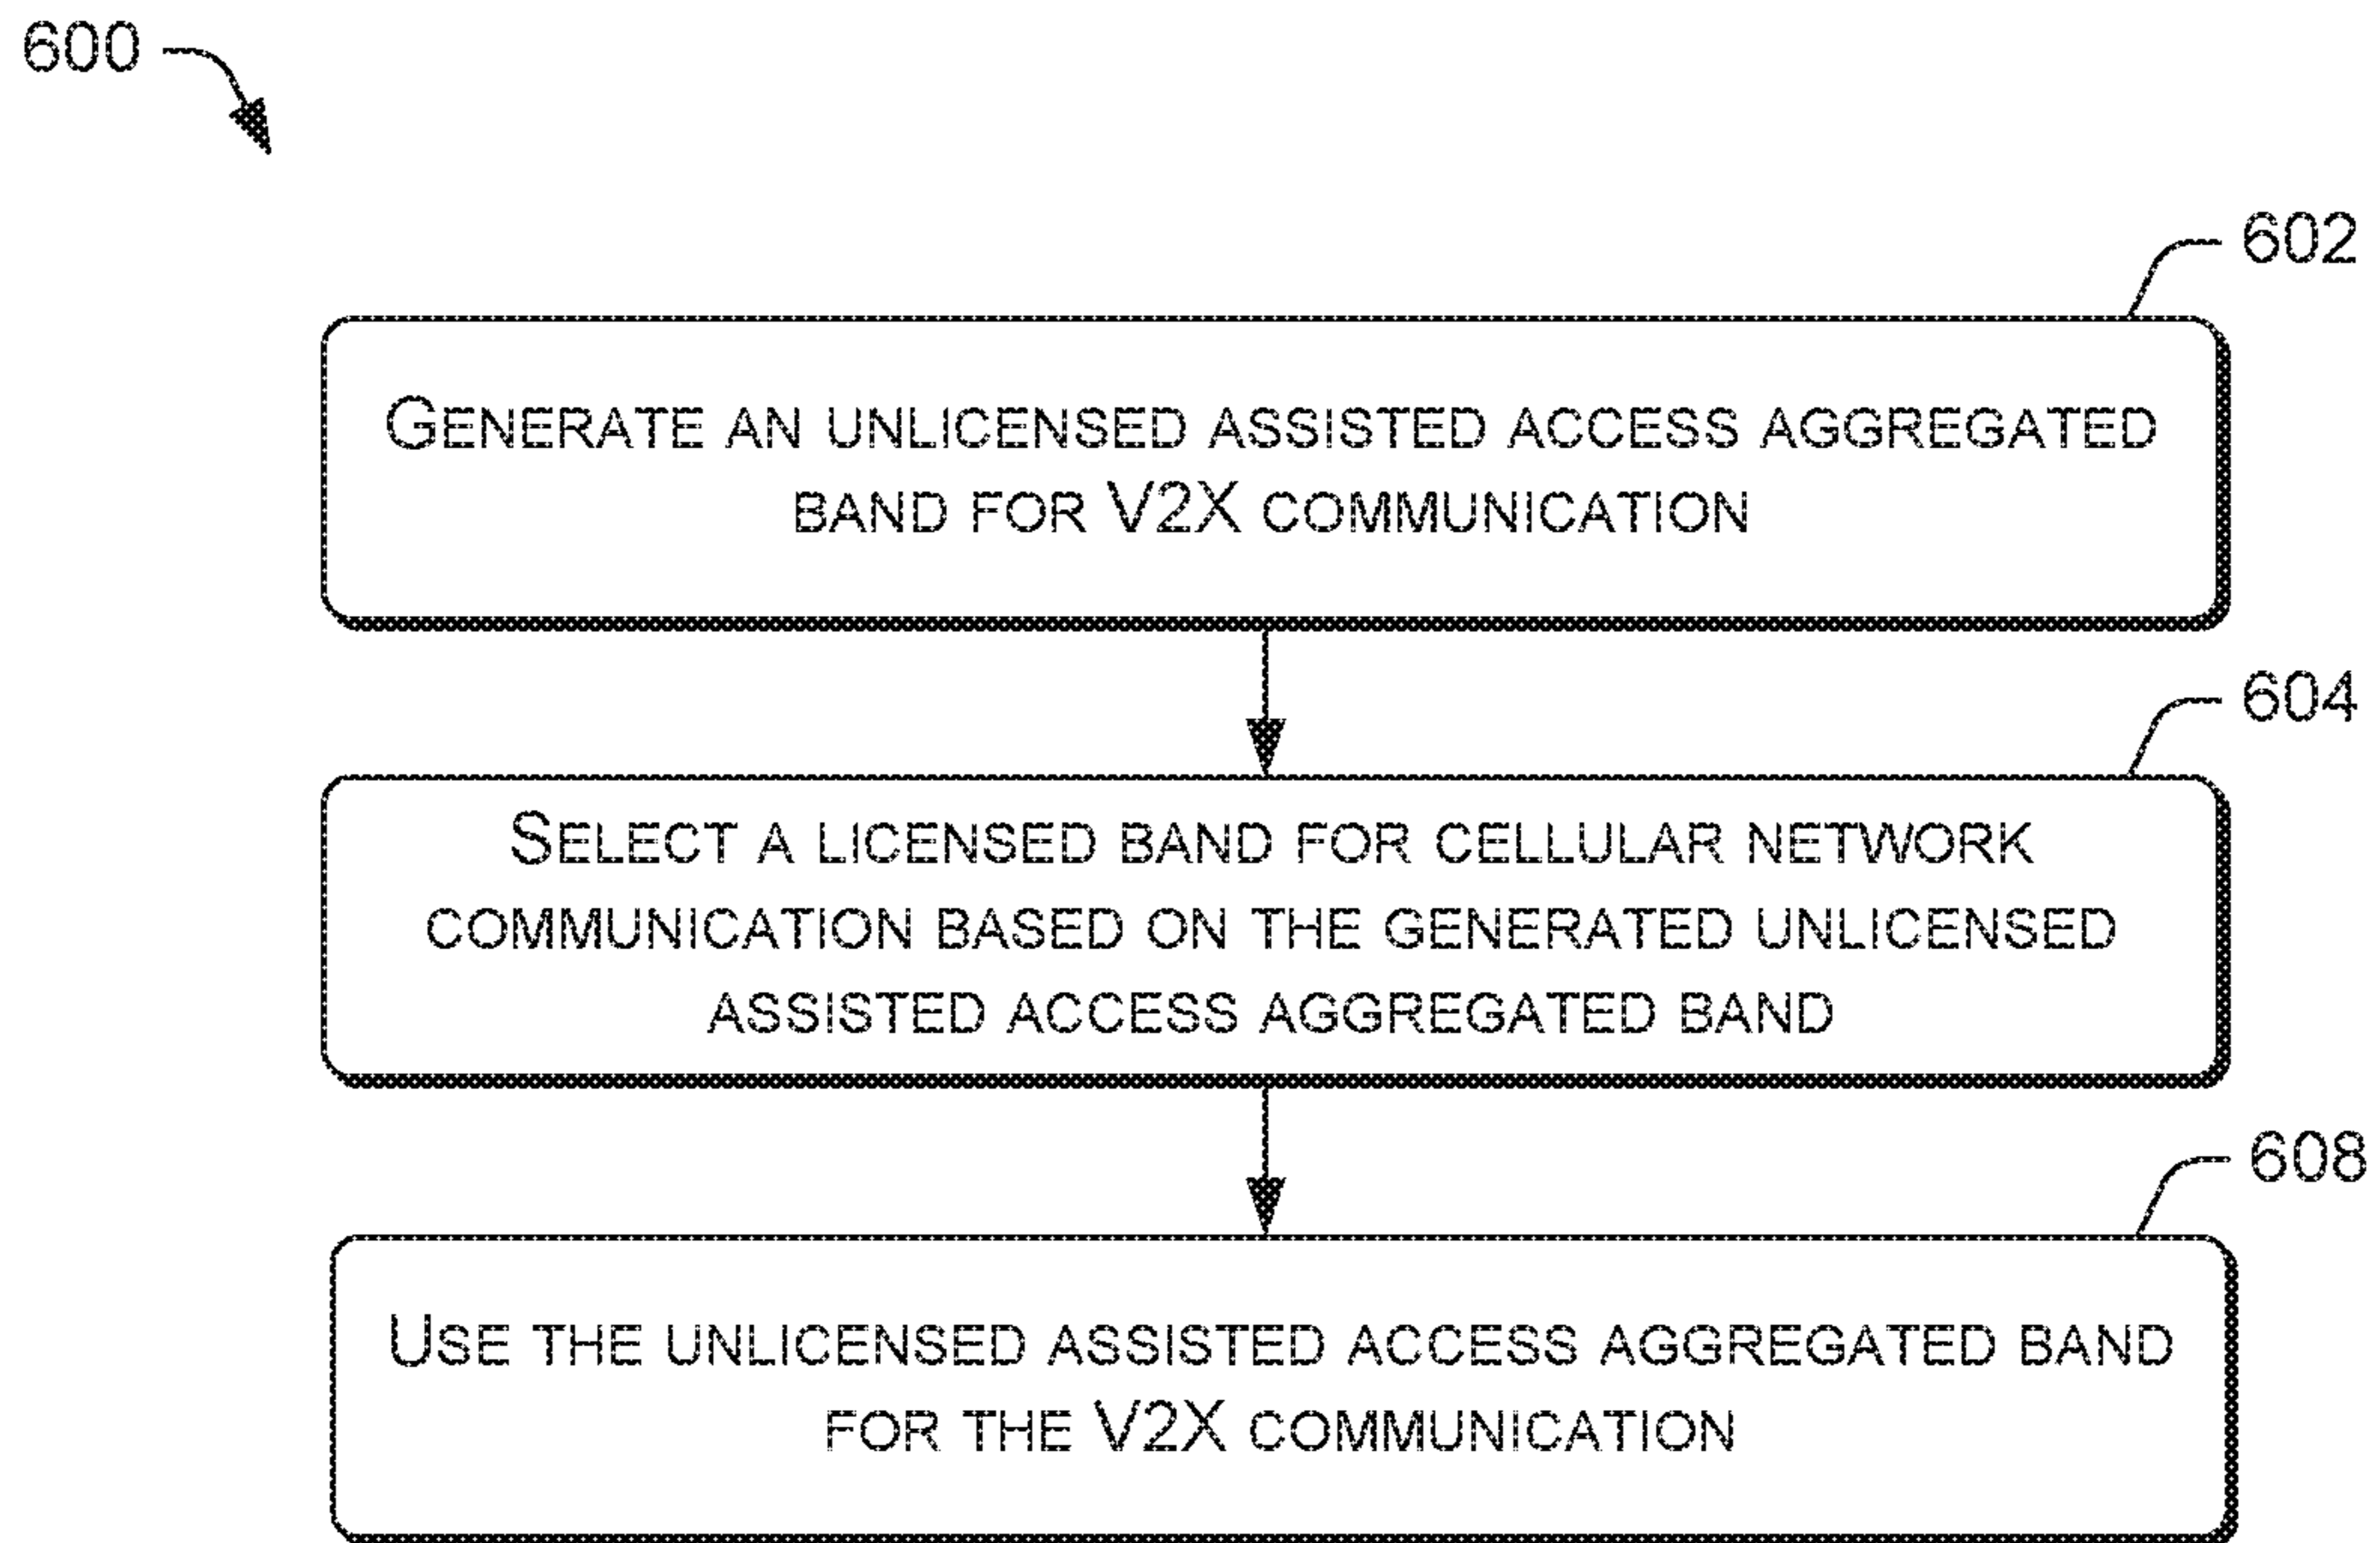 600
602
GENERATE AN UNLICENSED ASSISTED ACCESS AGGREGATED
BAND FOR V2X COMMUNICATION
604
SELECT A LICENSED BAND FOR CELLULAR NETWORK
COMMUNICATION BASED ON THE GENERATED UNLICENSED
ASSISTED ACCESS AGGREGATED BAND
608
USE THE UNLICENSED ASSISTED ACCESS AGGREGATED BAND
FOR THE V2X COMMUNICATION